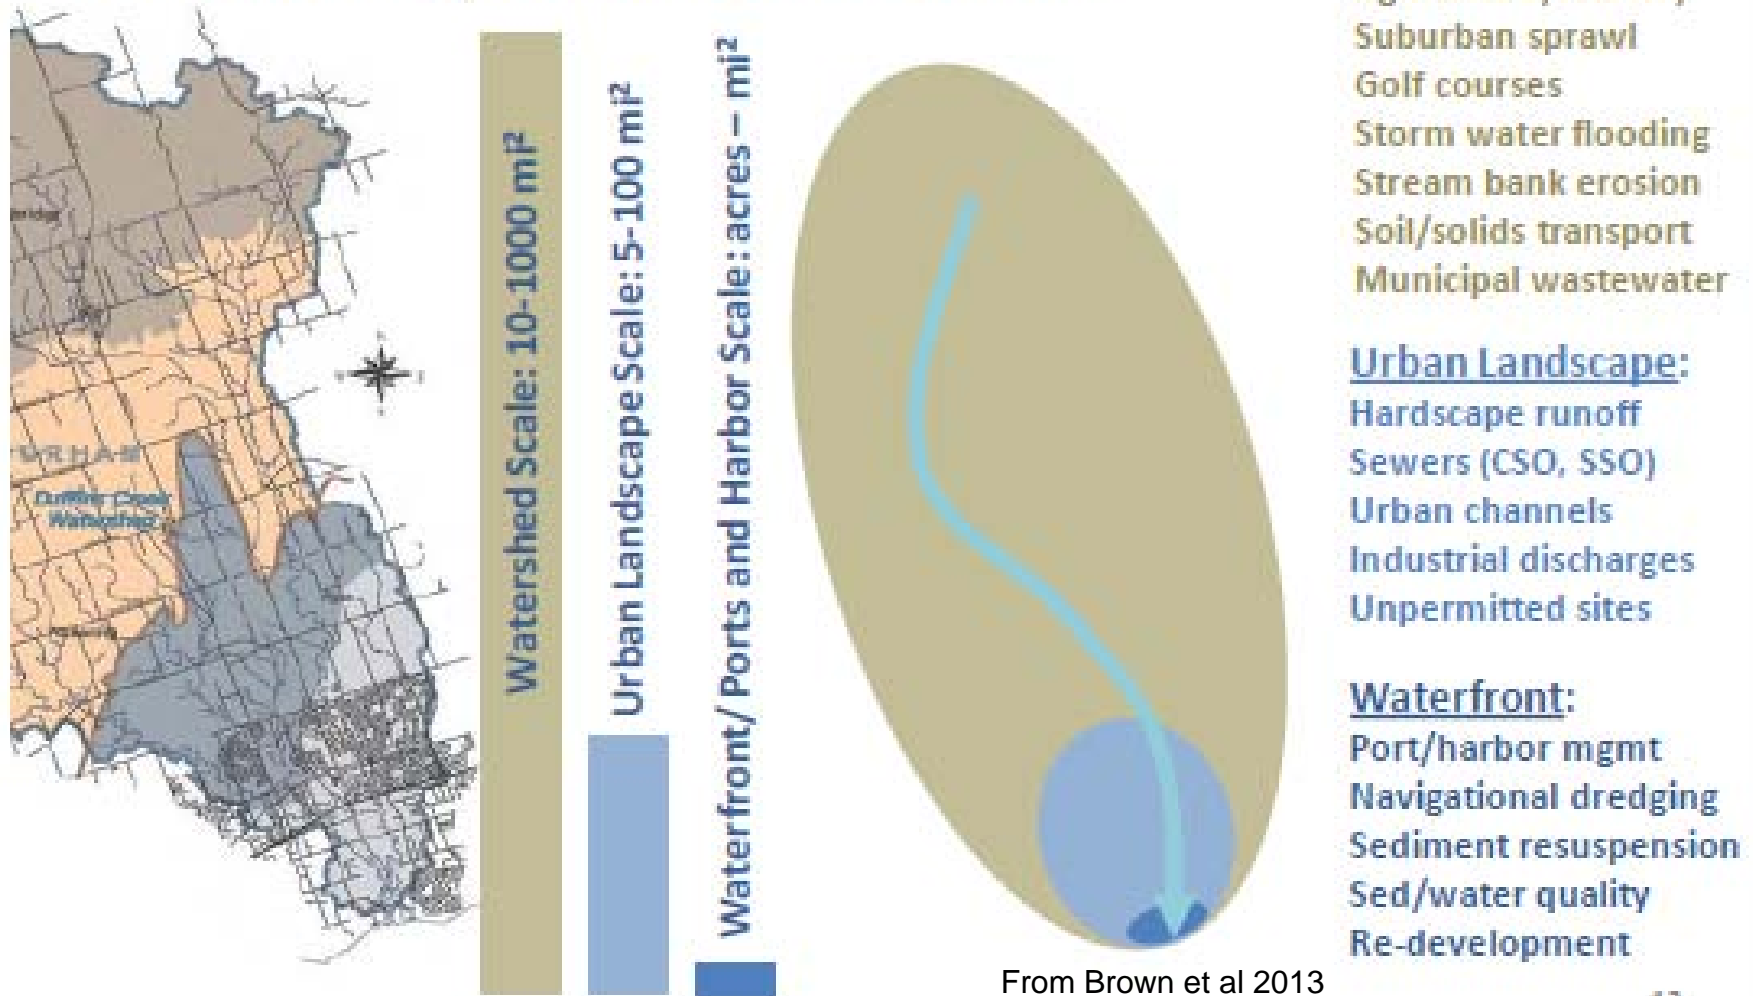 Suburban sprawl
Golf courses
Storm water flooding
Stream bank erosion
Soil/solids transport
Municipal wastewater
Urban Landscape:
Hardscape runoff
Sewers (CSO, SSO)
Urban channels
Industrial discharges
Unpermitted sites
Waterfront:
Port/harbor mgmt
Navigational dredging
Sediment resuspension
Sed/water quality
Re-development
Watershed Scale: 10-1000 mi²
Urban Landscape Scale: 5-100 mi²
Waterfront/ Ports and Harbor Scale: acres – mi²
Creek
Watershed
From Brown et al 2013